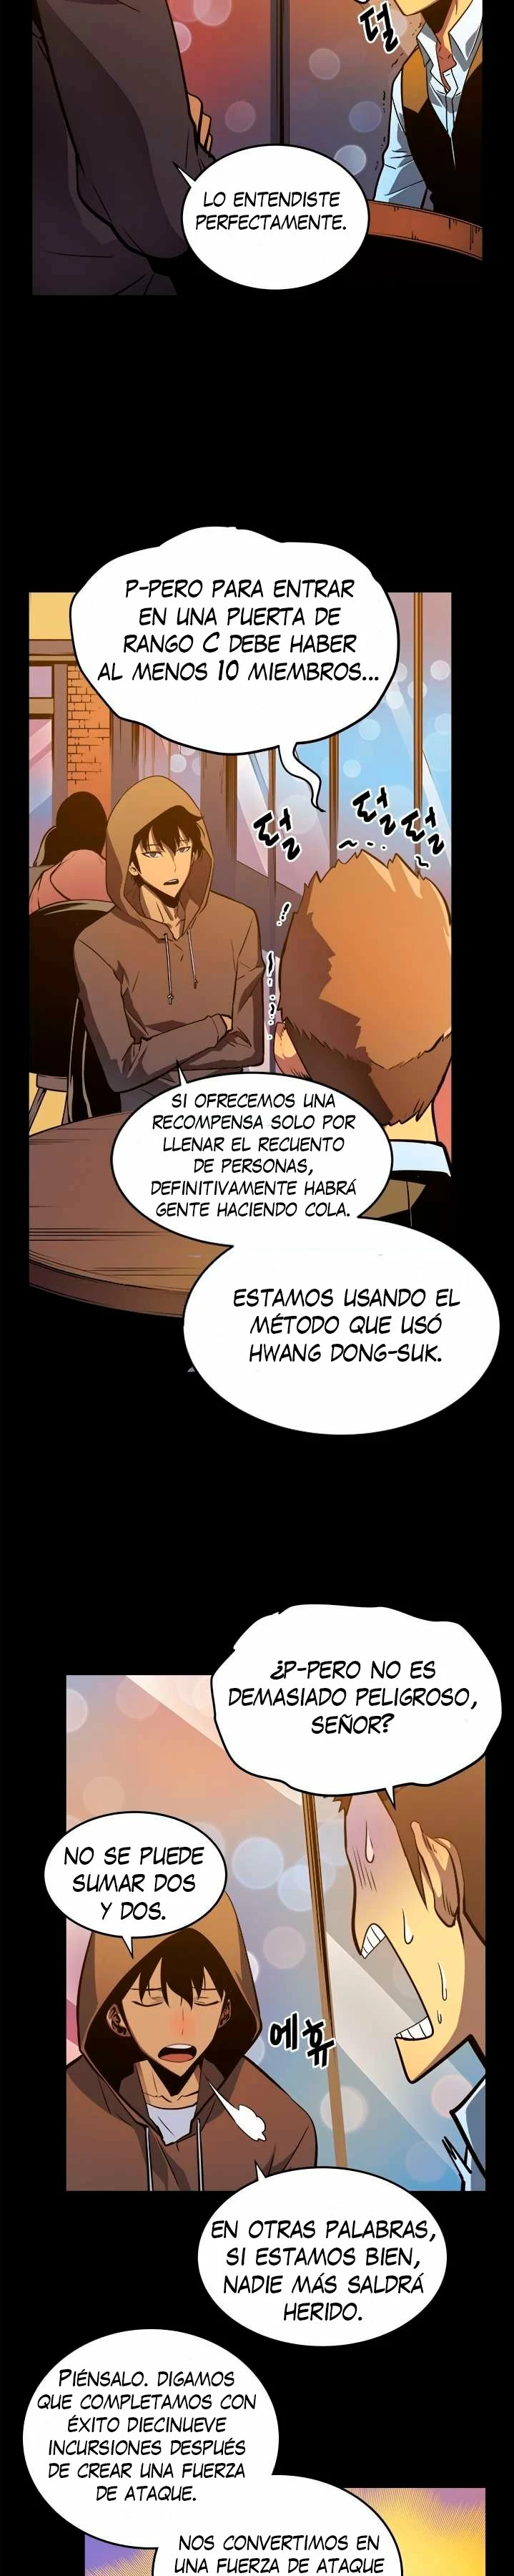 덜
LO ENTENDISTE
PERFECTAMENTE.
P-PERO PARA ENTRAR
EN UNA PUERTA DE
RANGO C DEBE HABER
AL MENOS 10 MIEMBROS...
덜
덜
덜
SI OFRECEMOS UNA
RECOMPENSA SOLO POR
LLENAR EL RECUENTO
DE PERSONAS,
DEFINITIVAMENTE HABRÁ
GENTE HACIENDO COLA.
ESTAMOS USANDO EL
MÉTODO QUE USÓ
HWANG DONG-SUK.
¿P-PERO NO ES
DEMASIADO PELIGROSO,
SEÑOR?
NO SE PUEDE
SUMAR DOS
Y DOS.
에휴
EN OTRAS PALABRAS,
SI ESTAMOS BIEN,
NADIE MÁS SALDRÁ
HERIDO.
PIÉNSALO. DIGAMOS
QUE COMPLETAMOS CON
ÉXITO DIECINUEVE
INCURSIONES DESPUÉS
DE CREAR UNA FUERZA
DE ATAQUE.
NOS CONVERTIMOS EN
UNA FUERZA DE ATAQUE